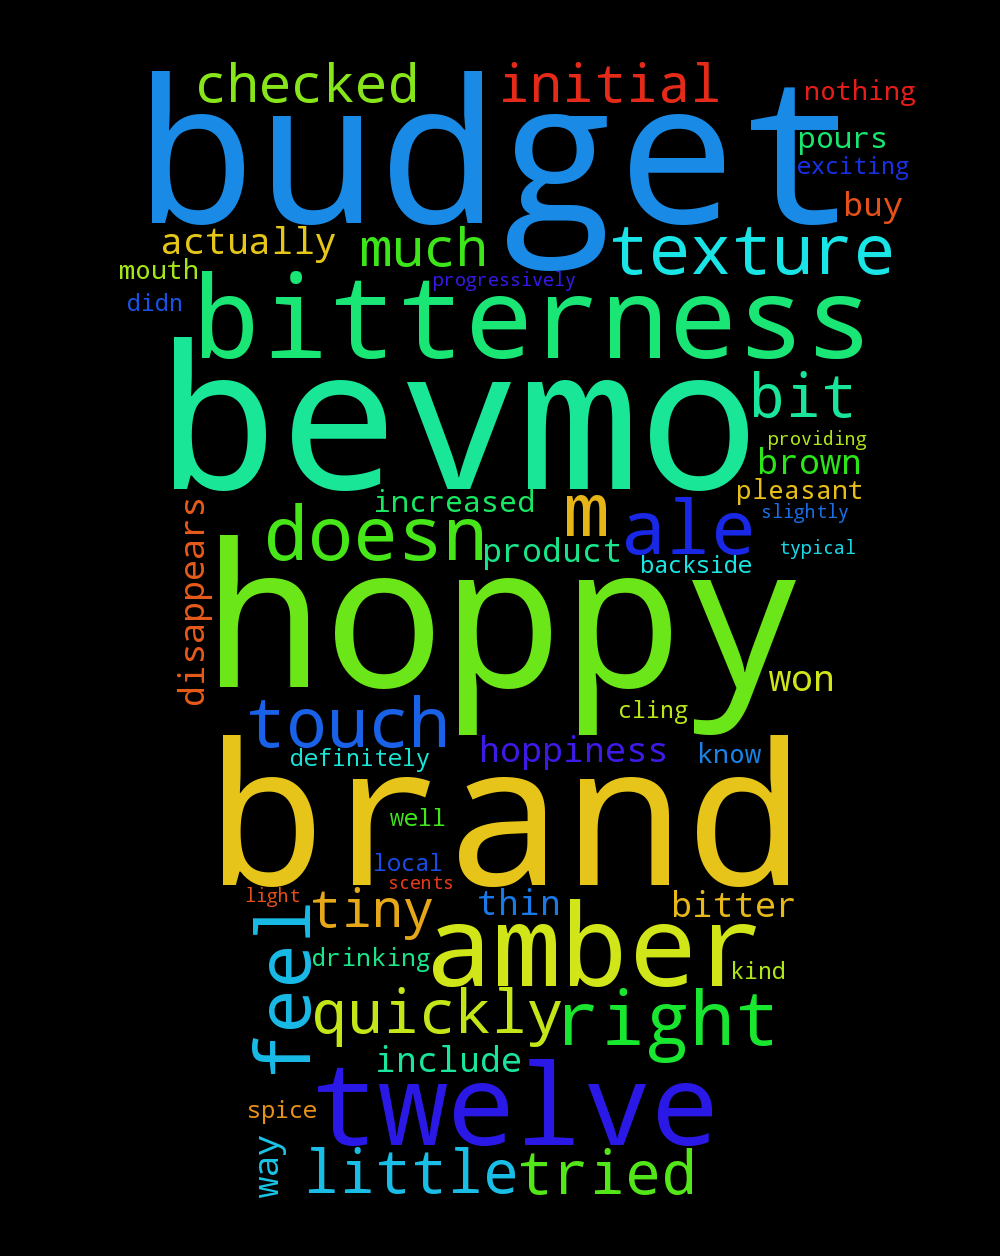 checked initial nothing
budget
pours
exciting
buy
actually much texture
mouth progressively
didn
bitterness
bevmo
bit
providing
brown
pleasant
increased m ale slightly
disappears
doesn product typical
backside
hoppy
won
touch cling
definitely hoppiness know
brand
well
local
scents
light
tiny thin bitter
feel
amber
drinking kind
quickly right
include
twelve
spice
way
little tried